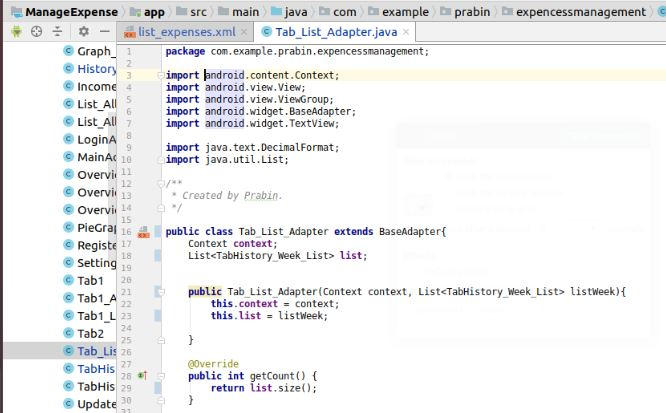 ManageExpense app src main java com example prabin expencessmanagement
list_expenses.xml × Tab_List_Adapter.java ×
Graph_
History
Income
List_All
List_All
LoginA
MainAc
Overvi
Overvi
Overvi
PieGrap
Registe
Setting
Tab1
Tab1_A
Tab1_L
Tab2
Tab_Lis
TabHis
TabHis
Update
1 package com.example.prabin.expencessmanagement;
2
3 import android.content.Context;
4 import android.view.View;
5 import android.view.ViewGroup;
6 import android.widget.BaseAdapter;
7 import android.widget.TextView;
8
9 import java.text.DecimalFormat;
10 import java.util.List;
11
12 /**
13 * Created by Prabin.
14 */
15
16 public class Tab_List_Adapter extends BaseAdapter{
17 Context context;
18 List<TabHistory_Week_List> list;
19
20
21 public Tab_List_Adapter(Context context, List<TabHistory_Week_List> listWeek){
22 this.context = context;
23 this.list = listWeek;
24
25 }
26
27 @Override
28 public int getCount() {
29 return list.size();
30 }
31